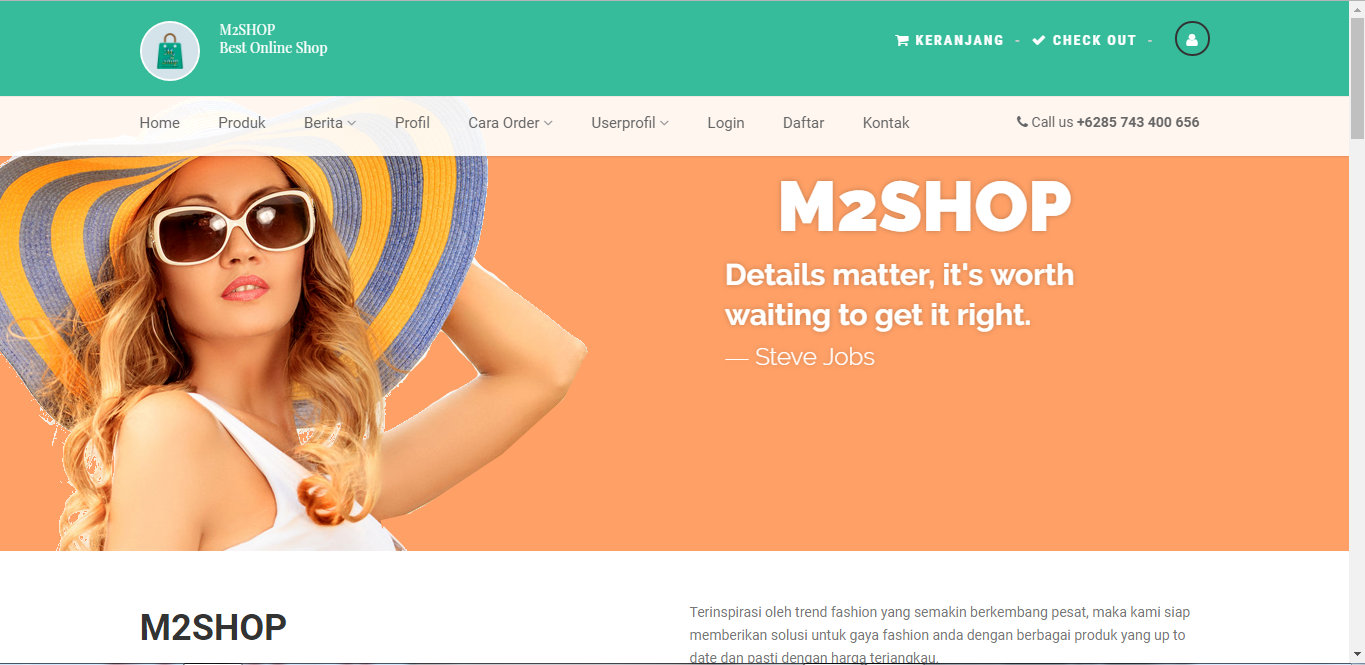 M2SHOP
Best Online Shop
KERANJANG - CHECK OUT -
Home Produk Berita Profil Cara Order Userprofil Login Daftar Kontak Call us +6285 743 400 656
M2SHOP
Details matter, it's worth
waiting to get it right.
— Steve Jobs
M2SHOP
Terinspirasi oleh trend fashion yang semakin berkembang pesat, maka kami siap
memberikan solusi untuk gaya fashion anda dengan berbagai produk yang up to
date dan pasti dengan harga terjangkau.